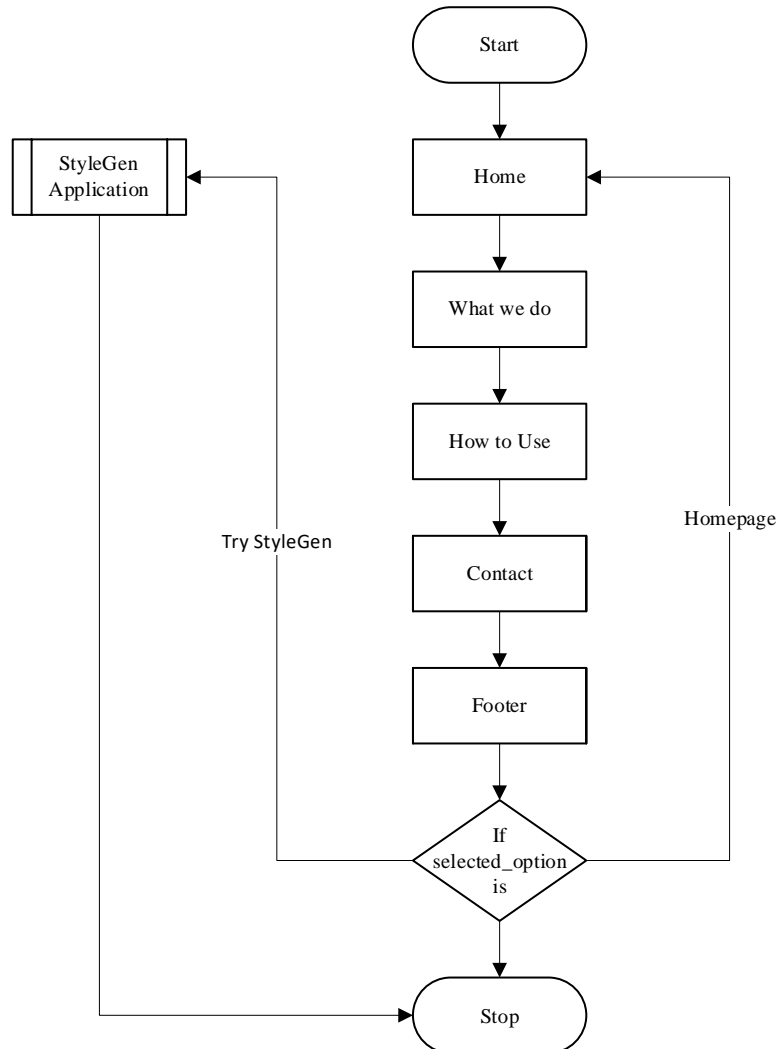 Start
StyleGen
Application
Home
What we do
How to Use
Homepage
Try StyleGen
Contact
Footer
If
selected_option
is
Stop